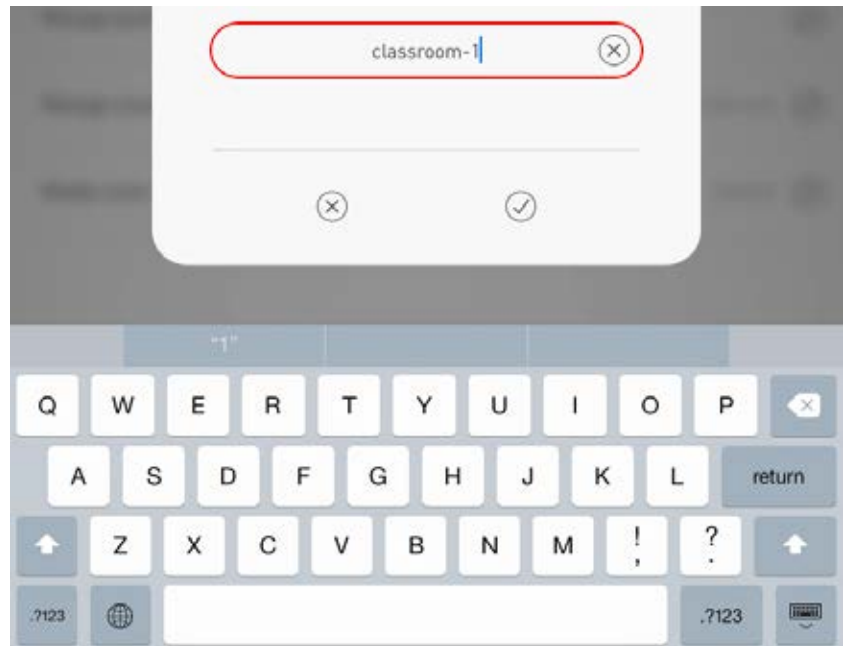 classroom-1
"1"
Q W E R T Y U I O P
A S D F G H J K L return
Z X C V B N M ! , ? .
.?123 .?123